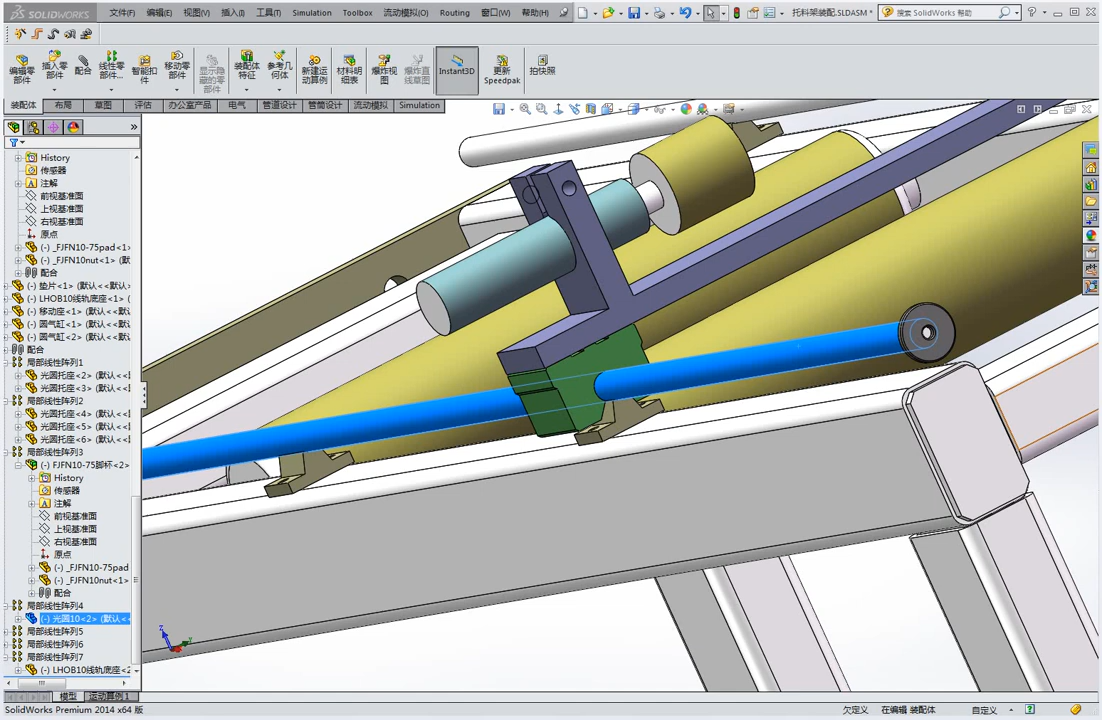 SOLIDWORKS 文件(F) 编辑(E) 视图(V) 插入(I) 工具(T) Simulation Toolbox 流动模拟(O) Routing 窗口(W) 帮助(H) 托料架装配.SLDASM * 搜索 SolidWorks 帮助
编辑零部件 插入零部件 配合 线性零部件... 智能扣件 移动零部件 显示隐藏的零部件 装配体特征 参考几何体 新建运动算例 材料明细表 爆炸视图 爆炸直线草图 Instant3D 更新Speedpak 拍快照
装配体 布局 草图 评估 办公室产品 电气 管道设计 管筒设计 流动模拟 Simulation
History
传感器
注解
前视基准面
上视基准面
右视基准面
原点
(-) _FJFN10-75pad<1>
(-) _FJFN10nut<1> (默
配合
(-) 垫片<1> (默认<<默
(-) LHOB10线轨底座<1> (
(-) 移动座<1> (默认<<默
(-) 圆气缸<1> (默认<<默
(-) 圆气缸<2> (默认<<默
配合
局部线性阵列1
(-) 光圆托座<2> (默认<<
(-) 光圆托座<3> (默认<<
局部线性阵列2
(-) 光圆托座<4> (默认<<
(-) 光圆托座<5> (默认<<
(-) 光圆托座<6> (默认<<
局部线性阵列3
(-) FJFN10-75脚杯<2>
History
传感器
注解
前视基准面
上视基准面
右视基准面
原点
(-) _FJFN10-75pad
(-) _FJFN10nut<1>
配合
局部线性阵列4
(-) 光圆10<2> (默认<<
局部线性阵列5
局部线性阵列6
局部线性阵列7
(-) LHOB10线轨底座<2
模型 运动算例 1
SolidWorks Premium 2014 x64 版 欠定义 在编辑 装配体 自定义